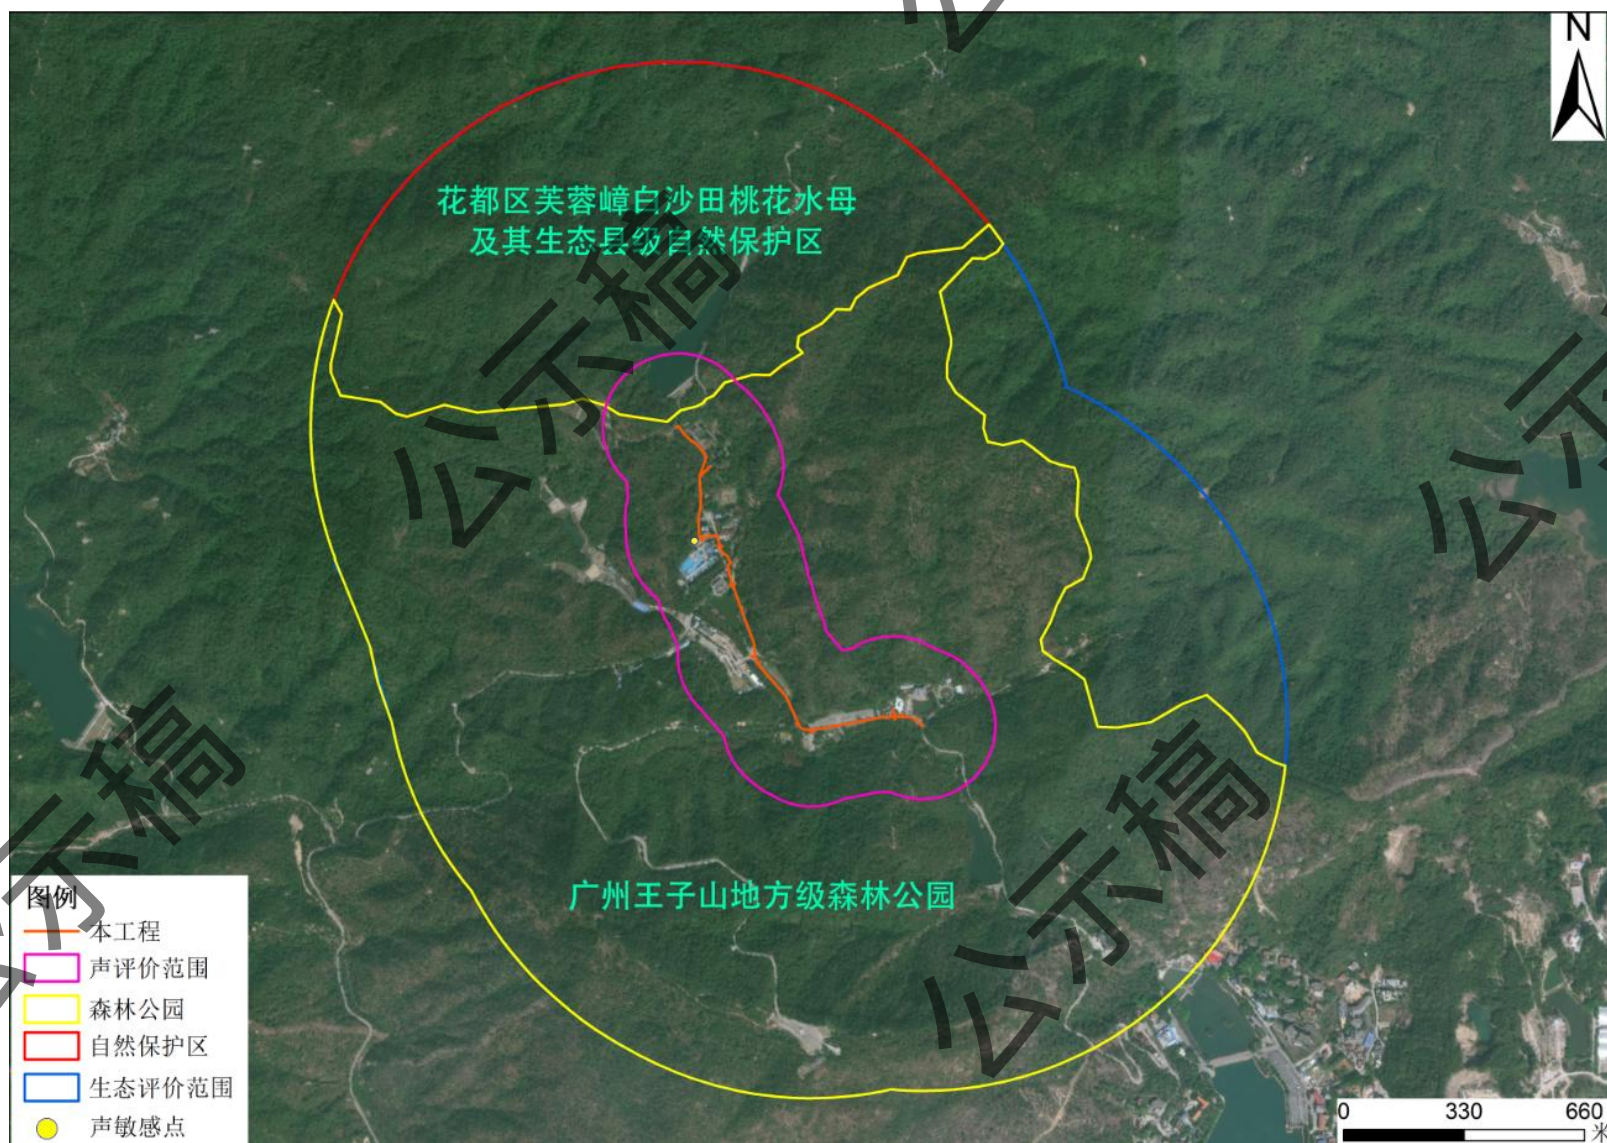 N
花都区芙蓉嶂白沙田桃花水母
及其生态县级自然保护区
广州王子山地方级森林公园
图例
本工程
声评价范围
森林公园
自然保护区
生态评价范围
声敏感点
0 330 660
米
公示稿
公示稿
公示稿
公示稿